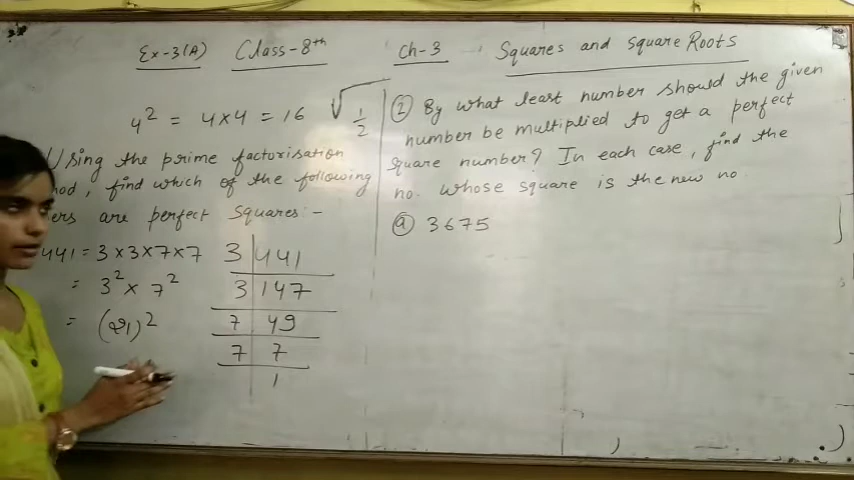 Ex-3(A) Class-8th Ch-3 Squares and Square Roots
4² = 4×4 = 16 √ 1/2
Using the prime factorisation
, find which of the following
are perfect squares:-
441 = 3×3×7×7
= 3² × 7²
= (21)²
3 | 441
3 | 147
7 | 49
7 | 7
1
② By what least number should the given
number be multiplied to get a perfect
square number? In each case, find the
no. whose square is the new no.
ⓐ 3675